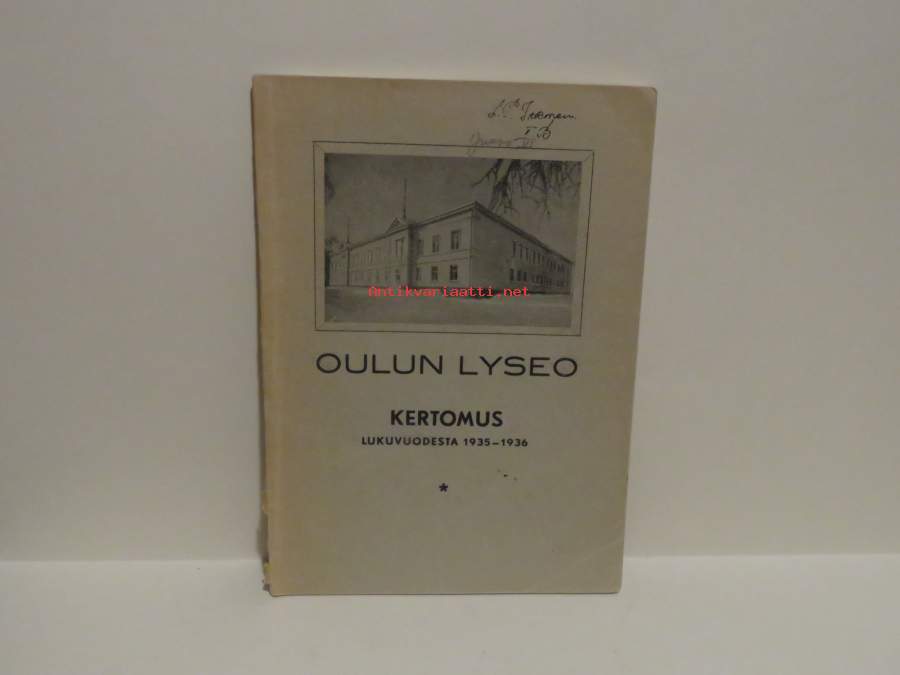 Antikvariaatti.net
OULUN LYSEO
KERTOMUS
LUKUVUODESTA 1935–1936
*